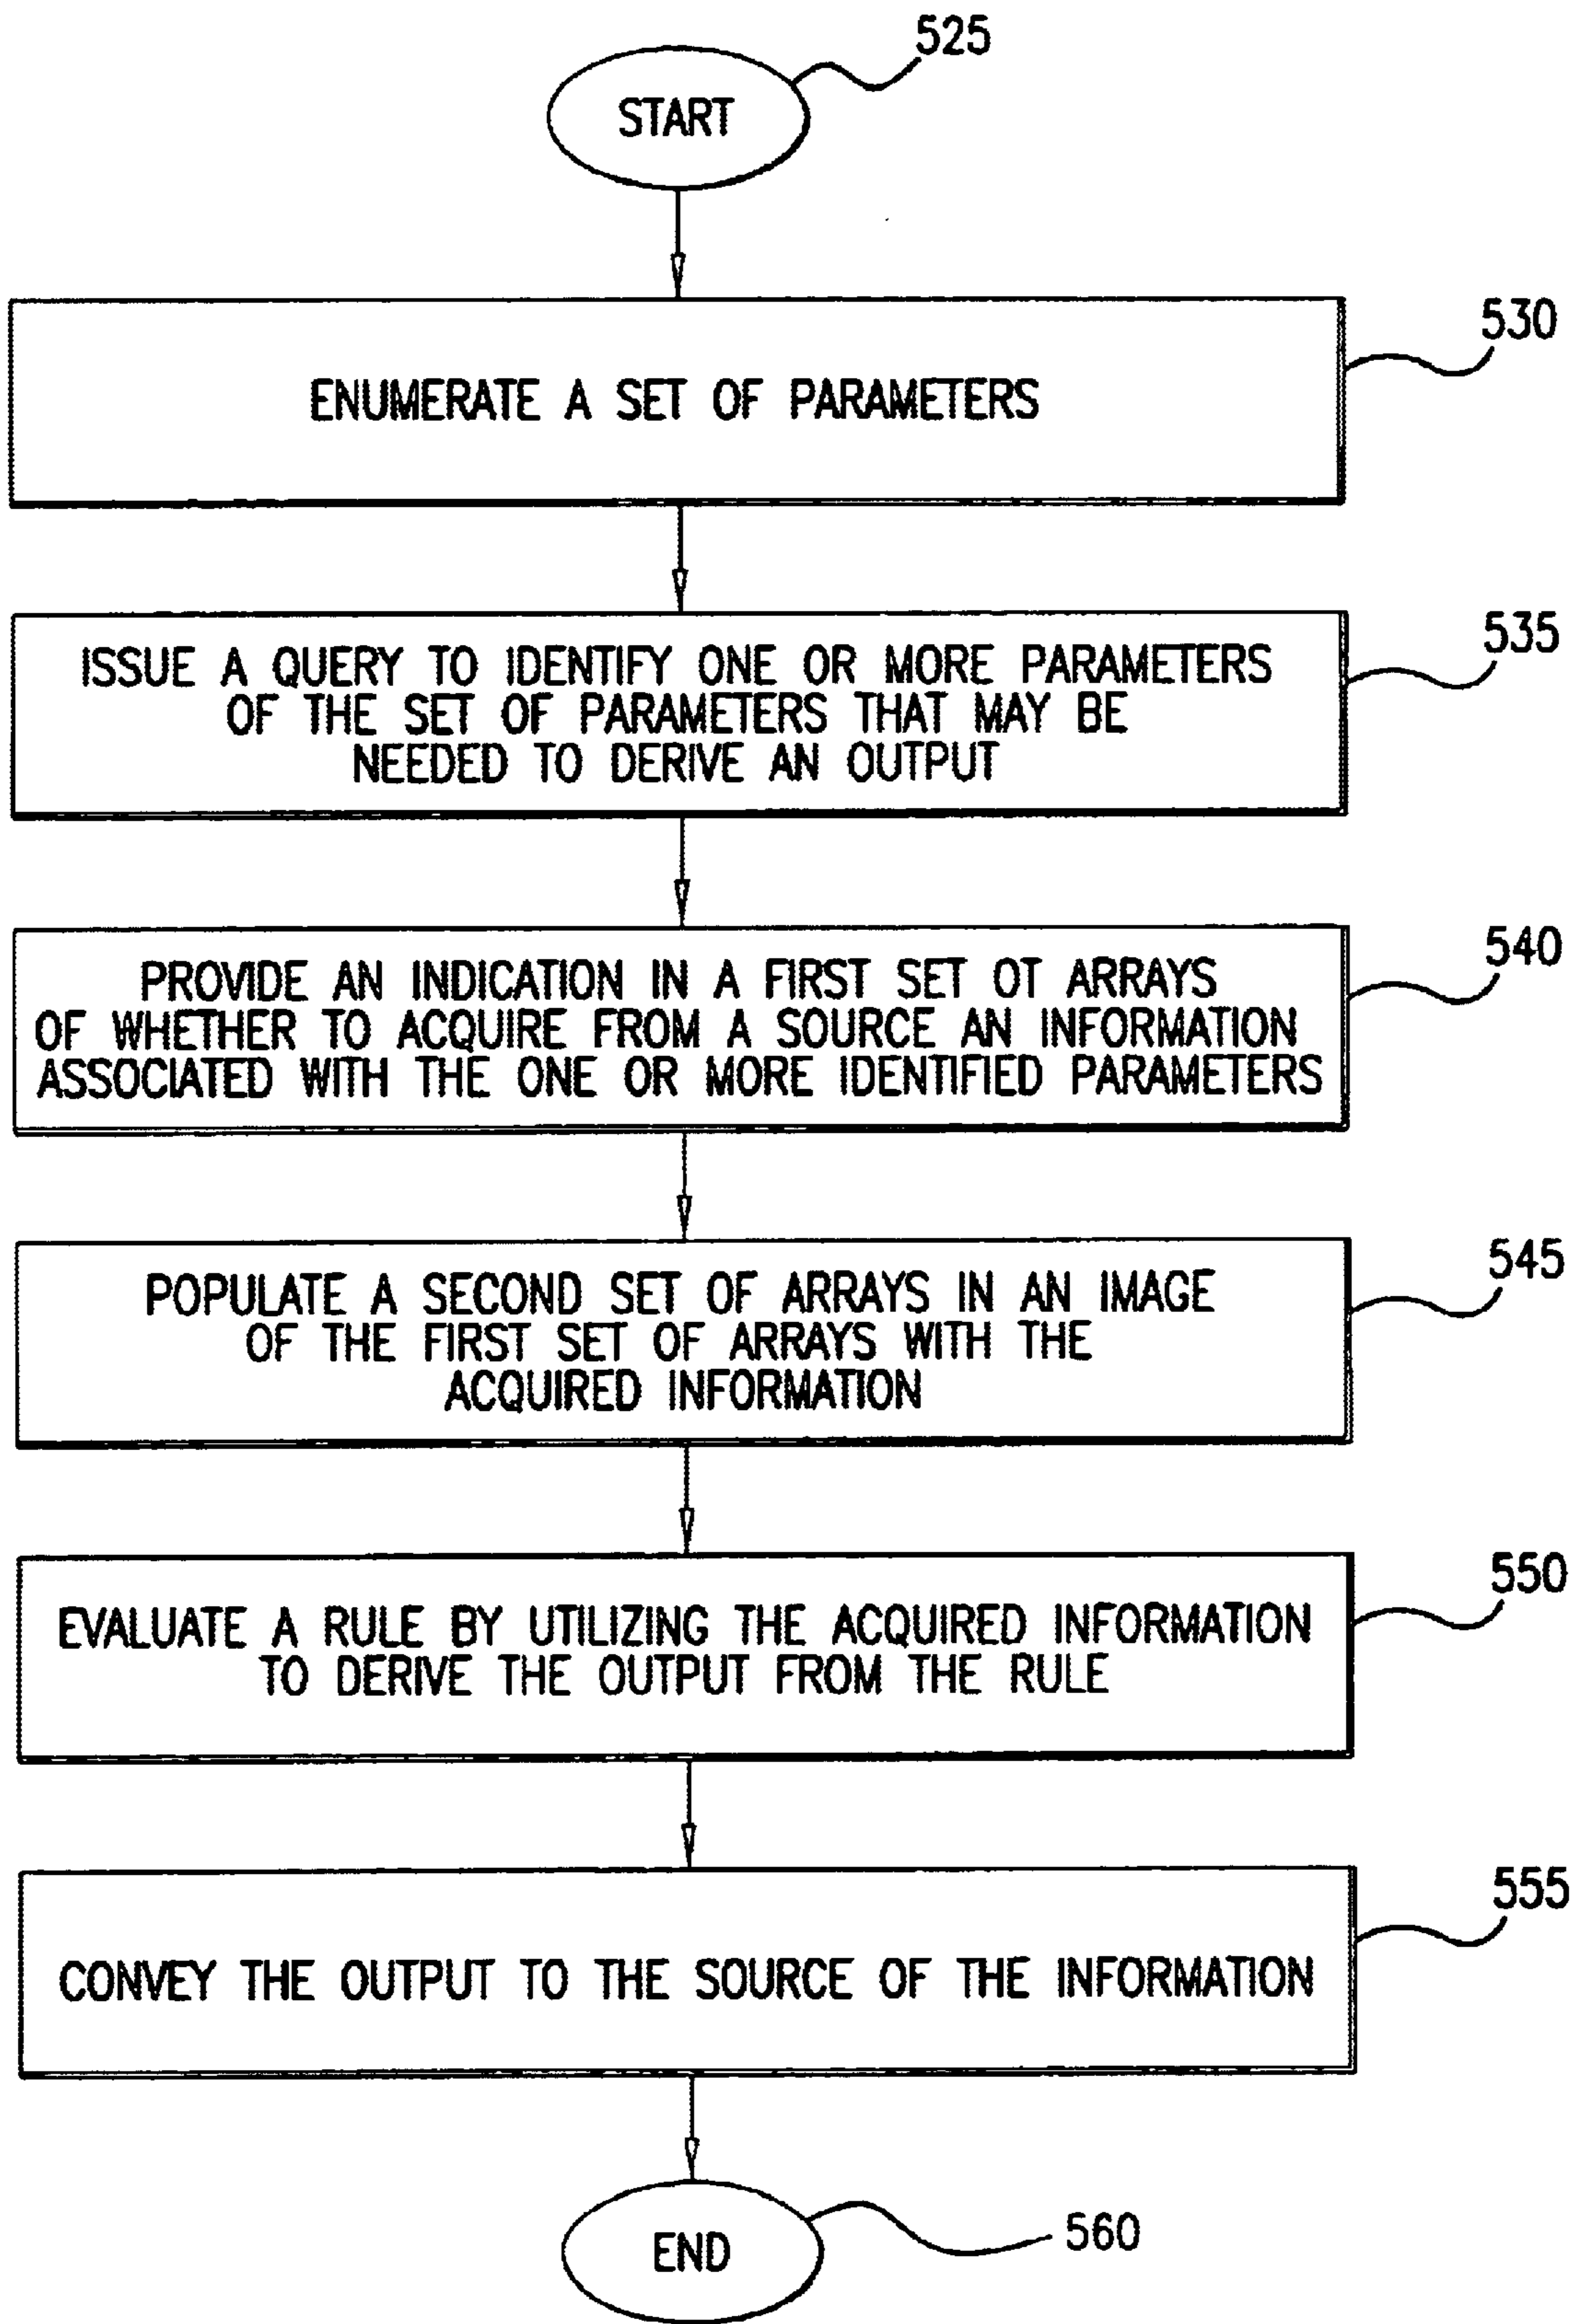 525
START
530
ENUMERATE A SET OF PARAMETERS
535
ISSUE A QUERY TO IDENTIFY ONE OR MORE PARAMETERS
OF THE SET OF PARAMETERS THAT MAY BE
NEEDED TO DERIVE AN OUTPUT
540
PROVIDE AN INDICATION IN A FIRST SET OT ARRAYS
OF WHETHER TO ACQUIRE FROM A SOURCE AN INFORMATION
ASSOCIATED WITH THE ONE OR MORE IDENTIFIED PARAMETERS
545
POPULATE A SECOND SET OF ARRAYS IN AN IMAGE
OF THE FIRST SET OF ARRAYS WITH THE
ACQUIRED INFORMATION
550
EVALUATE A RULE BY UTILIZING THE ACQUIRED INFORMATION
TO DERIVE THE OUTPUT FROM THE RULE
555
CONVEY THE OUTPUT TO THE SOURCE OF THE INFORMATION
END
560